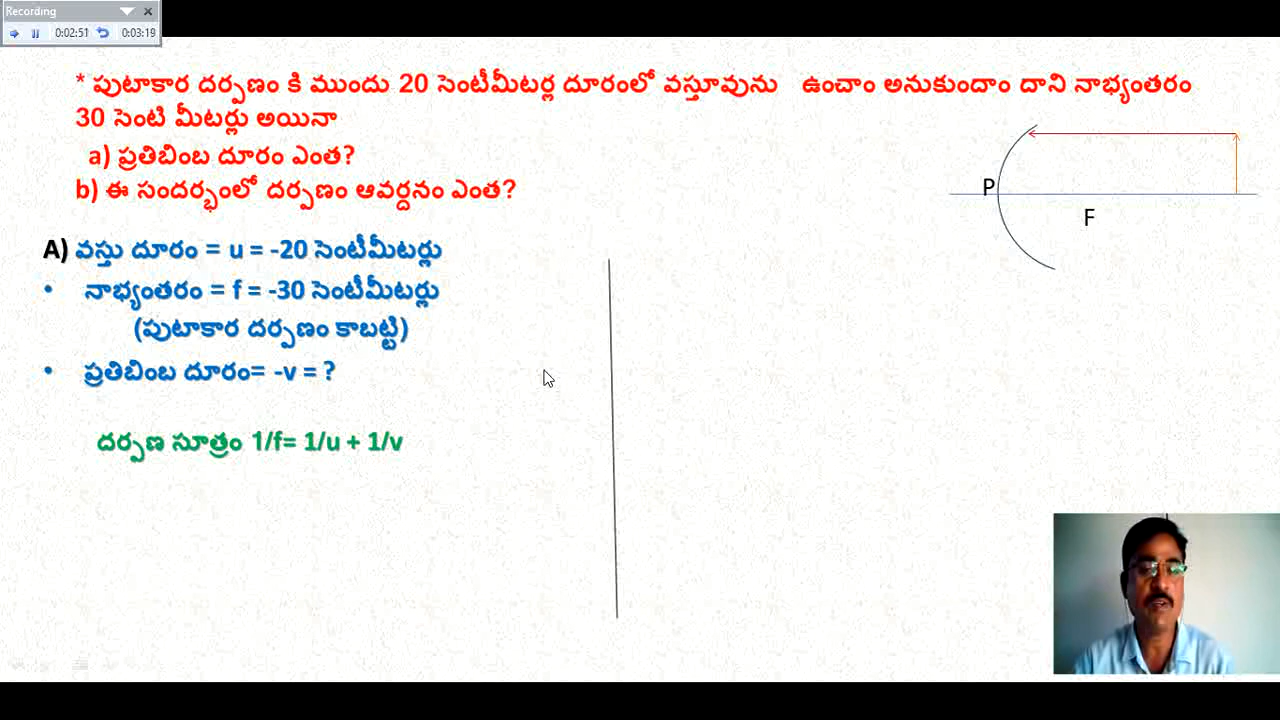 Recording
0:02:51 0:03:19
* పుటాకార దర్పణం కి ముందు 20 సెంటీమీటర్ల దూరంలో వస్తూవును ఉంచాం అనుకుందాం దాని నాభ్యంతరం
30 సెంటి మీటర్లు అయినా
a) ప్రతిబింబ దూరం ఎంత?
b) ఈ సందర్భంలో దర్పణం ఆవర్దనం ఎంత?
P
F
A) వస్తు దూరం = u = -20 సెంటీమీటర్లు
• నాభ్యంతరం = f = -30 సెంటీమీటర్లు
(పుటాకార దర్పణం కాబట్టి)
• ప్రతిబింబ దూరం= -v = ?
దర్పణ సూత్రం 1/f= 1/u + 1/v